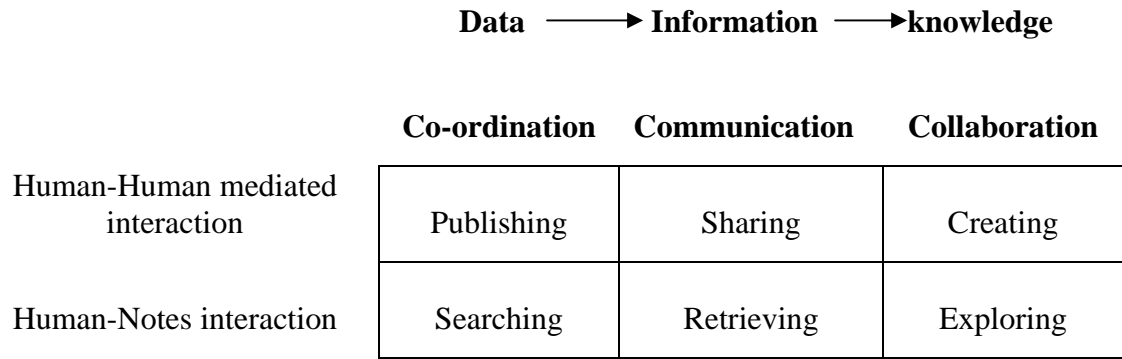 Data Information knowledge
Co-ordination Communication Collaboration
Human-Human mediated
interaction
Publishing Sharing Creating
Human-Notes interaction Searching Retrieving Exploring